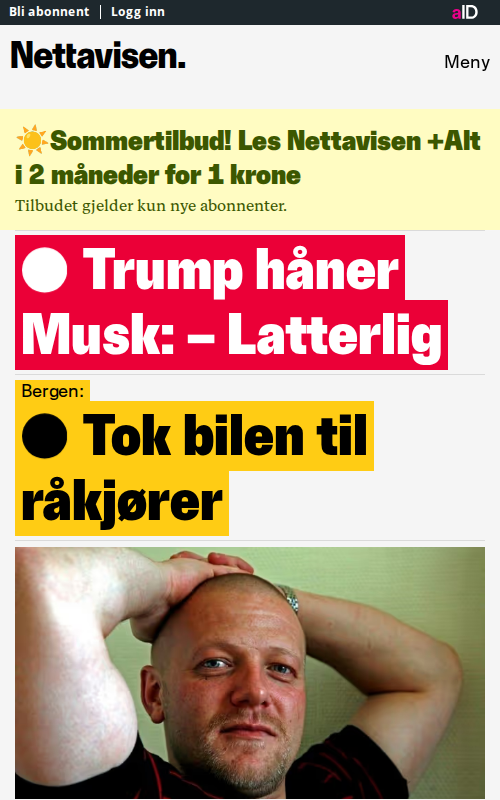 Bli abonnent | Logg inn
aID
Nettavisen.
Meny
☀️Sommertilbud! Les Nettavisen +Alt
i 2 måneder for 1 krone
Tilbudet gjelder kun nye abonnenter.
Trump håner
Musk: – Latterlig
Bergen:
Tok bilen til
råkjører